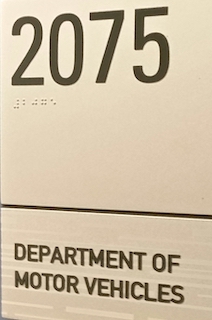 2075
⠼⠃⠚⠛⠑
DEPARTMENT OF
MOTOR VEHICLES